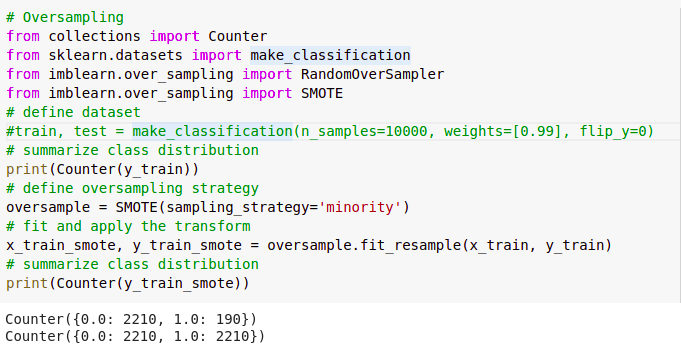 # Oversampling
from collections import Counter
from sklearn.datasets import make_classification
from imblearn.over_sampling import RandomOverSampler
from imblearn.over_sampling import SMOTE
# define dataset
#train, test = make_classification(n_samples=10000, weights=[0.99], flip_y=0)
# summarize class distribution
print(Counter(y_train))
# define oversampling strategy
oversample = SMOTE(sampling_strategy='minority')
# fit and apply the transform
x_train_smote, y_train_smote = oversample.fit_resample(x_train, y_train)
# summarize class distribution
print(Counter(y_train_smote))
Counter({0.0: 2210, 1.0: 190})
Counter({0.0: 2210, 1.0: 2210})